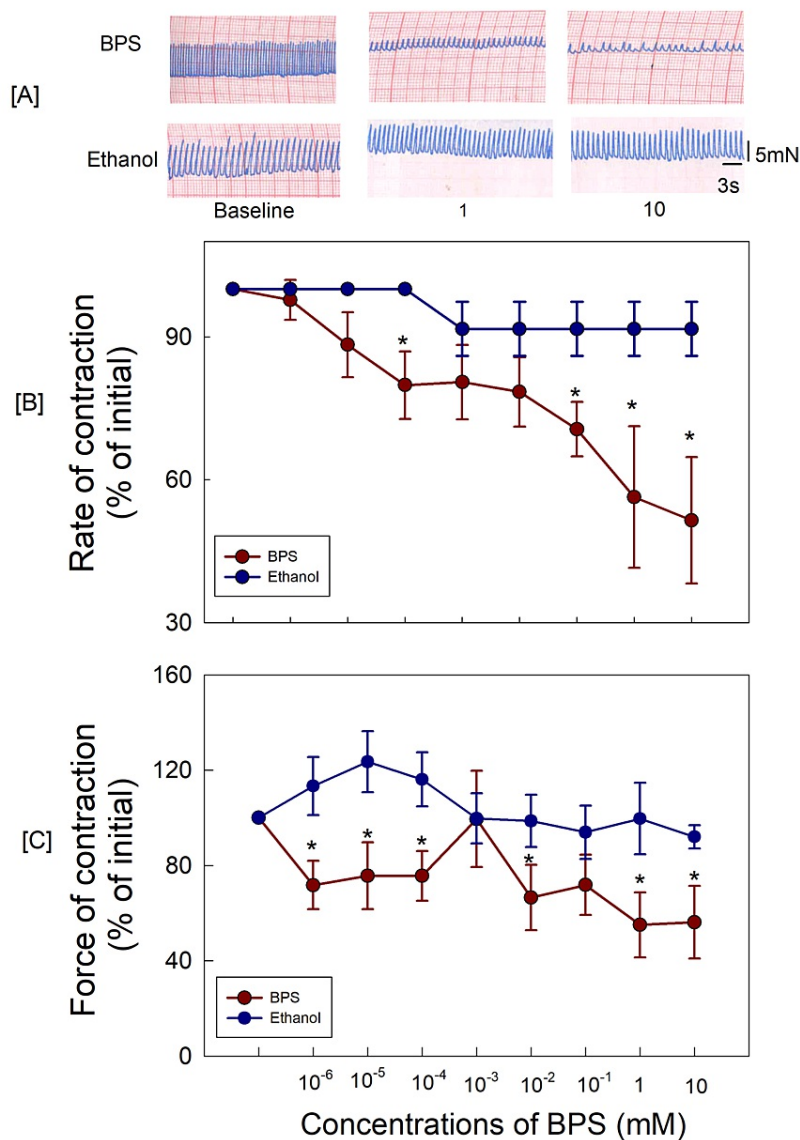 BPS
[A]
Ethanol
5mN
3s
Baseline 1 10
[B]
Rate of contraction
(% of initial)
90
60
30
*
*
*
*
BPS
Ethanol
[C]
Force of contraction
(% of initial)
160
120
80
40
0
* * * * * *
BPS
Ethanol
10-6 10-5 10-4 10-3 10-2 10-1 1 10
Concentrations of BPS (mM)